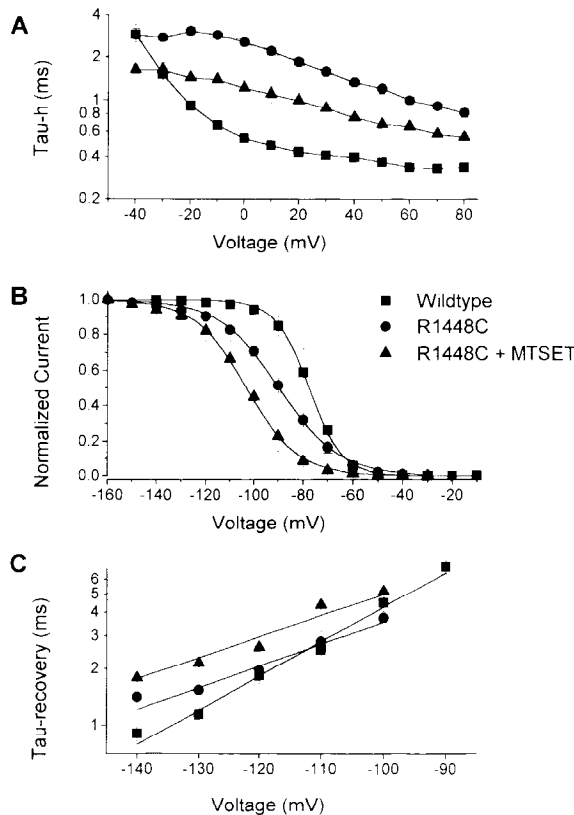 A
Tau-h (ms)
4
2
1
0.8
0.6
0.4
0.2
-40 -20 0 20 40 60 80
Voltage (mV)
B
Normalized Current
1.0
0.8
0.6
0.4
0.2
0.0
-160 -140 -120 -100 -80 -60 -40 -20
Voltage (mV)
Wildtype
R1448C
R1448C + MTSET
C
Tau-recovery (ms)
6
5
4
3
2
1
-140 -130 -120 -110 -100 -90
Voltage (mV)